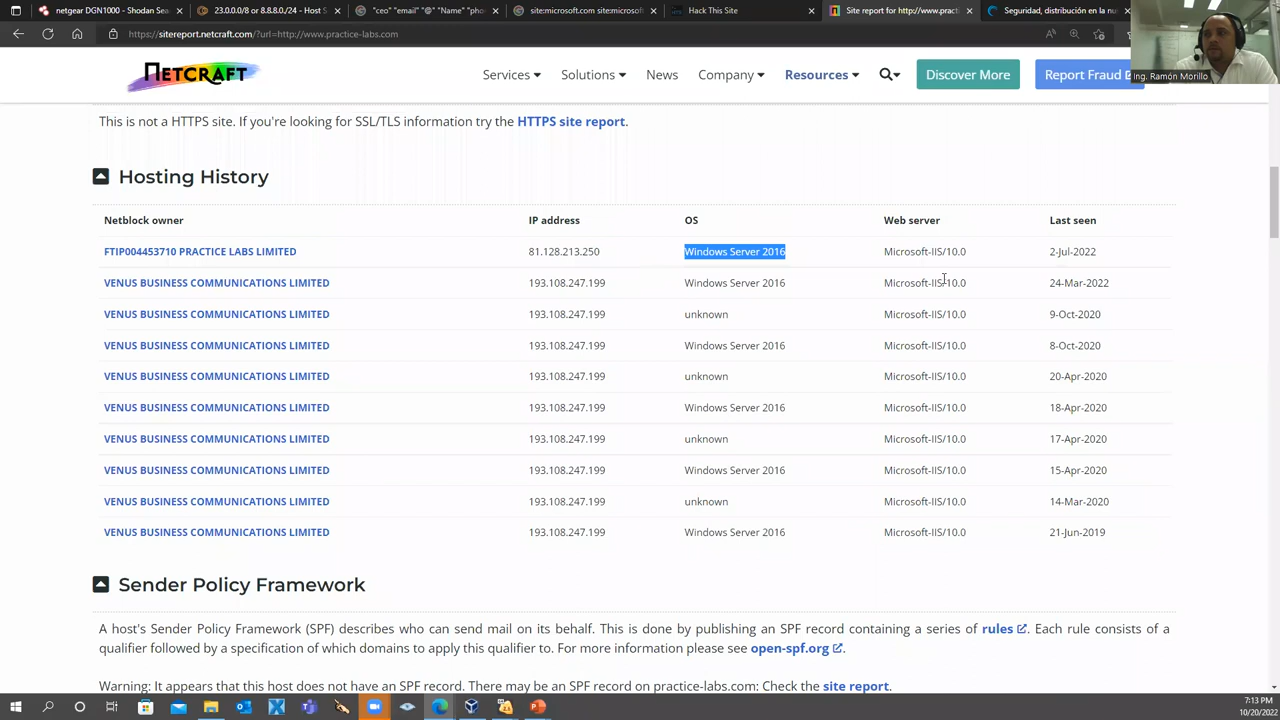 netgear DGN1000 - Shodan Sea
23.0.0.0/8 or 8.8.8.0/24 - Host S
"ceo" "email" @" "Name" "pho
site:microsoft.com site:microsof
Hack This Site
Site report for http://www.pract
Seguridad, distribución en la nu
https://sitereport.netcraft.com/?url=http://www.practice-labs.com
Ing. Ramón Morillo
NETCRAFT
Services
Solutions
News
Company
Resources
Discover More
Report Fraud
This is not a HTTPS site. If you're looking for SSL/TLS information try the HTTPS site report.
Hosting History
Netblock owner IP address OS Web server Last seen
FTIP004453710 PRACTICE LABS LIMITED 81.128.213.250 Windows Server 2016 Microsoft-IIS/10.0 2-Jul-2022
VENUS BUSINESS COMMUNICATIONS LIMITED 193.108.247.199 Windows Server 2016 Microsoft-IIS/10.0 24-Mar-2022
VENUS BUSINESS COMMUNICATIONS LIMITED 193.108.247.199 unknown Microsoft-IIS/10.0 9-Oct-2020
VENUS BUSINESS COMMUNICATIONS LIMITED 193.108.247.199 Windows Server 2016 Microsoft-IIS/10.0 8-Oct-2020
VENUS BUSINESS COMMUNICATIONS LIMITED 193.108.247.199 unknown Microsoft-IIS/10.0 20-Apr-2020
VENUS BUSINESS COMMUNICATIONS LIMITED 193.108.247.199 Windows Server 2016 Microsoft-IIS/10.0 18-Apr-2020
VENUS BUSINESS COMMUNICATIONS LIMITED 193.108.247.199 unknown Microsoft-IIS/10.0 17-Apr-2020
VENUS BUSINESS COMMUNICATIONS LIMITED 193.108.247.199 Windows Server 2016 Microsoft-IIS/10.0 15-Apr-2020
VENUS BUSINESS COMMUNICATIONS LIMITED 193.108.247.199 unknown Microsoft-IIS/10.0 14-Mar-2020
VENUS BUSINESS COMMUNICATIONS LIMITED 193.108.247.199 Windows Server 2016 Microsoft-IIS/10.0 21-Jun-2019
Sender Policy Framework
A host's Sender Policy Framework (SPF) describes who can send mail on its behalf. This is done by publishing an SPF record containing a series of rules. Each rule consists of a
qualifier followed by a specification of which domains to apply this qualifier to. For more information please see open-spf.org.
Warning: It appears that this host does not have an SPF record. There may be an SPF record on practice-labs.com: Check the site report.
7:13 PM
10/20/2022